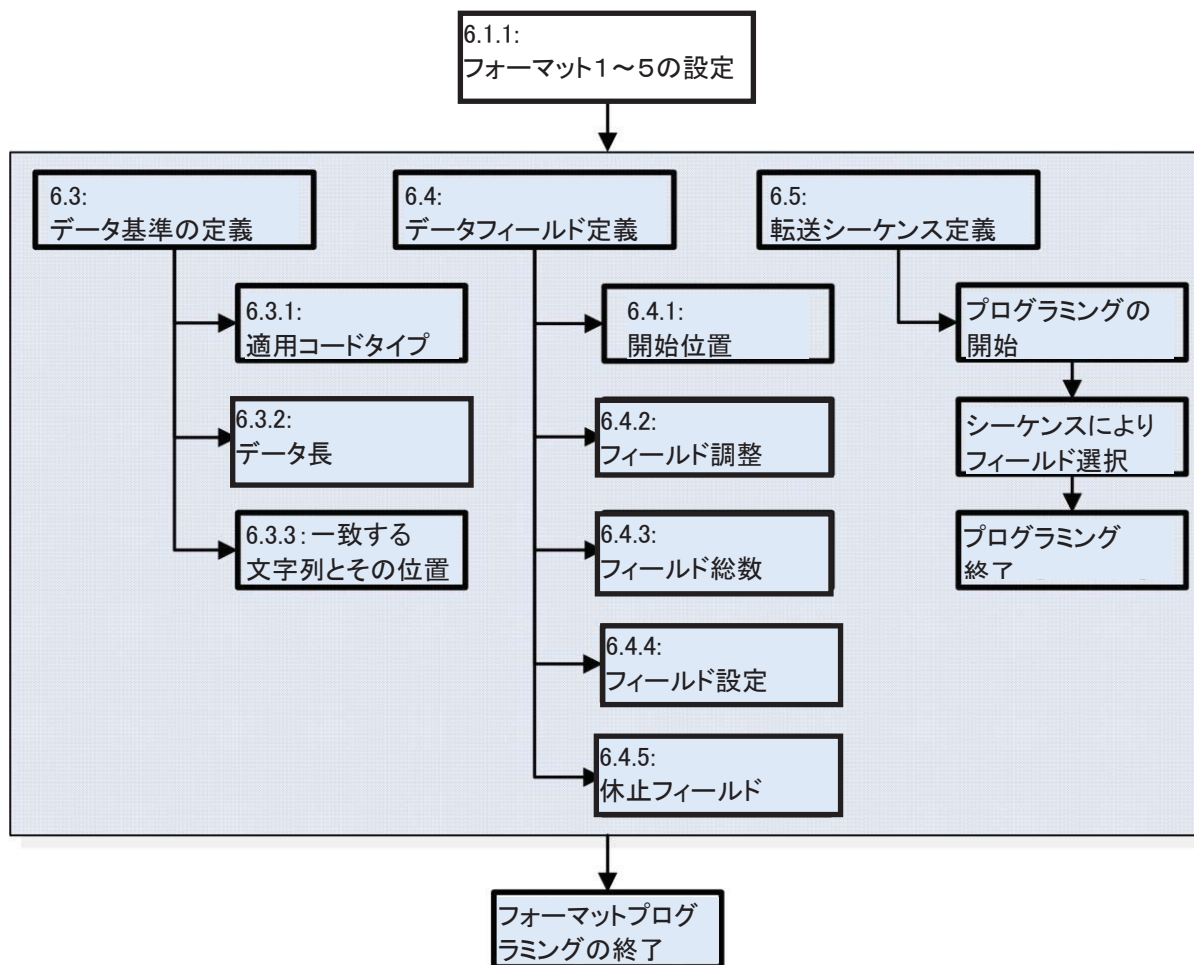 6.1.1:
フォーマット1～5の設定
6.3:
データ基準の定義
6.3.1:
適用コードタイプ
6.3.2:
データ長
6.3.3：一致する
文字列とその位置
6.4:
データフィールド定義
6.4.1:
開始位置
6.4.2:
フィールド調整
6.4.3:
フィールド総数
6.4.4:
フィールド設定
6.4.5:
休止フィールド
6.5:
転送シーケンス定義
プログラミングの
開始
シーケンスにより
フィールド選択
プログラミング
終了
フォーマットプログ
ラミングの終了